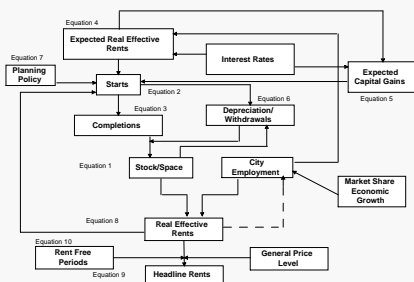 Equation 4
Expected Real Effective
Rents
Interest Rates
Equation 7
Planning
Policy
Expected
Capital Gains
Equation 5
Starts
Equation 2
Equation 6
Equation 3
Depreciation/
Withdrawals
Completions
Equation 1
Stock/Space
City
Employment
Market Share
Economic
Growth
Equation 8
Real Effective
Rents
Equation 10
Rent Free
Periods
General Price
Level
Equation 9
Headline Rents